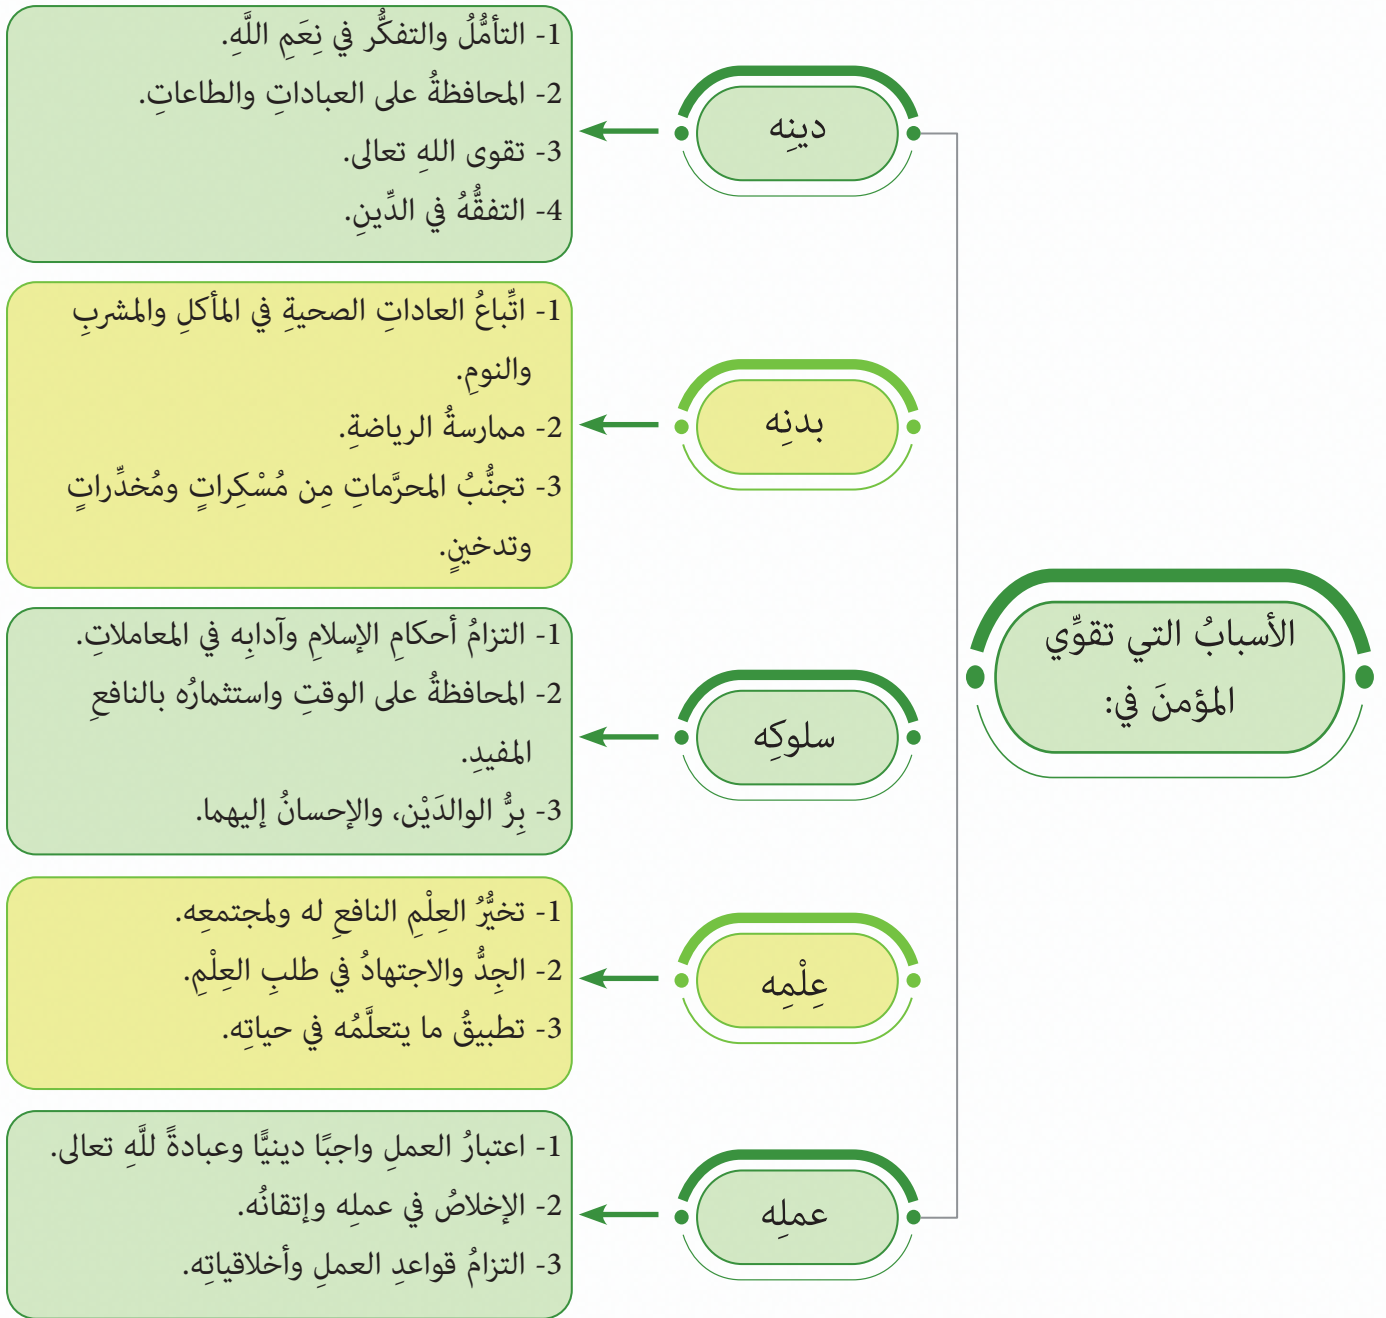 الأسبابُ التي تقوِّي
المؤمنَ في:
دينِه
1- التأمُّلُ والتفكُّر في نِعَمِ اللَّهِ.
2- المحافظةُ على العباداتِ والطاعاتِ.
3- تقوى اللهِ تعالى.
4- التفقُّهُ في الدِّينِ.
بدنِه
1- اتِّباعُ العاداتِ الصحيةِ في المأكلِ والمشربِ
والنومِ.
2- ممارسةُ الرياضةِ.
3- تجنُّبُ المحرَّماتِ مِن مُسْكِراتٍ ومُخدِّراتٍ
وتدخينٍ.
سلوكِه
1- التزامُ أحكامِ الإسلامِ وآدابِه في المعاملاتِ.
2- المحافظةُ على الوقتِ واستثمارُه بالنافعِ
المفيدِ.
3- بِرُّ الوالدَيْن، والإحسانُ إليهما.
عِلْمِه
1- تخيُّرُ العِلْمِ النافعِ له ولمجتمعِه.
2- الجِدُّ والاجتهادُ في طلبِ العِلْمِ.
3- تطبيقُ ما يتعلَّمُه في حياتِه.
عملِه
1- اعتبارُ العملِ واجبًا دينيًّا وعبادةً للَّهِ تعالى.
2- الإخلاصُ في عملِه وإتقانُه.
3- التزامُ قواعدِ العملِ وأخلاقياتِه.